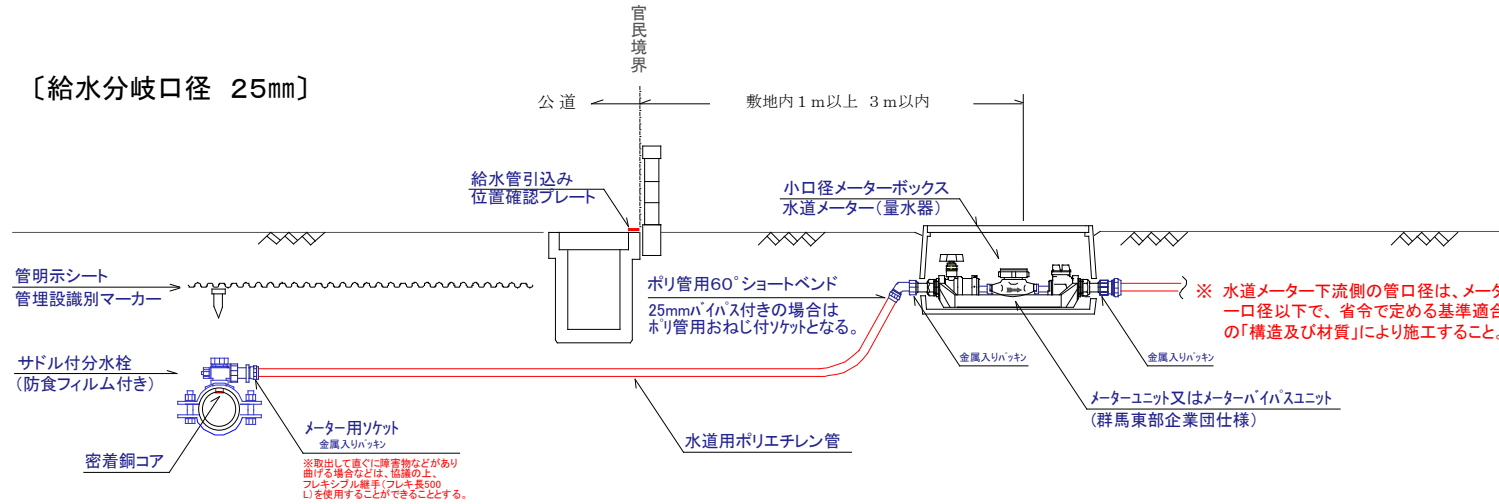 官民境界
〔給水分岐口径 25㎜〕
公道
敷地内1m以上 3m以内
給水管引込み
位置確認プレート
小口径メーターボックス
水道メーター(量水器)
管明示シート
管埋設識別マーカー
ポリ管用60°ショートベンド
25mmバイパス付きの場合は
ポリ管用おねじ付ソケットとなる。
※ 水道メーター下流側の管口径は、メータ
ー口径以下で、省令で定める基準適合
の「構造及び材質」により施工すること。
金属入りパッキン
金属入りパッキン
サドル付分水栓
(防食フィルム付き)
メーターユニット又はメーターバイパスユニット
(群馬東部企業団仕様)
メーター用ソケット
金属入りパッキン
水道用ポリエチレン管
密着銅コア
※取出して直ぐに障害物などがあり
曲げる場合などは、協議の上、
フレキシブル継手(フレキ長500
L)を使用することができることとする。